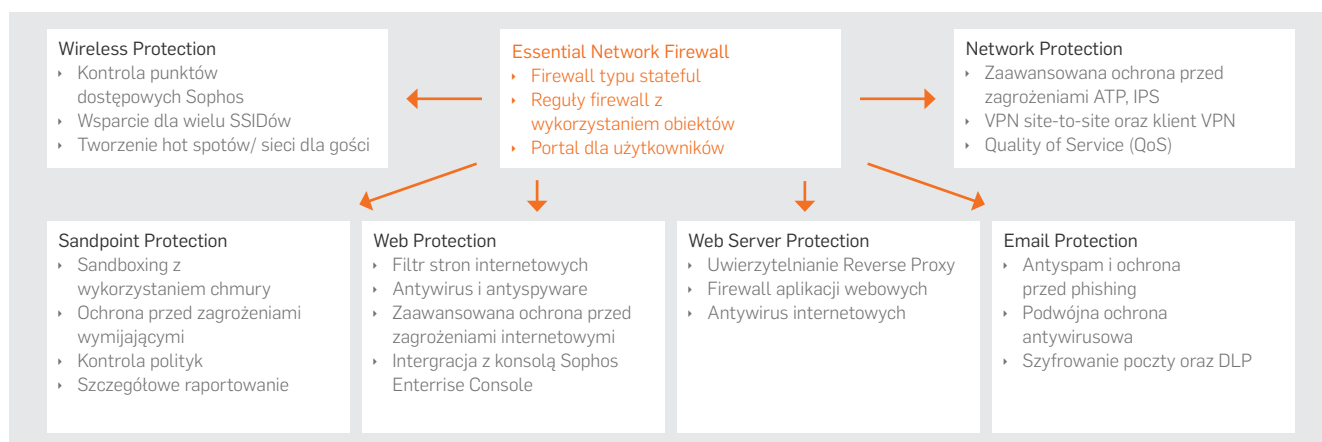 Wireless Protection
‣ Kontrola punktów
dostępowych Sophos
‣ Wsparcie dla wielu SSIDów
‣ Tworzenie hot spotów/ sieci dla gości
Essential Network Firewall
‣ Firewall typu stateful
‣ Reguły firewall z
wykorzystaniem obiektów
‣ Portal dla użytkowników
Network Protection
‣ Zaawansowana ochrona przed
zagrożeniami ATP, IPS
‣ VPN site-to-site oraz klient VPN
‣ Quality of Service (QoS)
Sandpoint Protection
‣ Sandboxing z
wykorzystaniem chmury
‣ Ochrona przed zagrożeniami
wymijającymi
‣ Kontrola polityk
‣ Szczegółowe raportowanie
Web Protection
‣ Filtr stron internetowych
‣ Antywirus i antyspyware
‣ Zaawansowana ochrona przed
zagrożeniami internetowymi
‣ Intergracja z konsolą Sophos
Enterrise Console
Web Server Protection
‣ Uwierzytelnianie Reverse Proxy
‣ Firewall aplikacji webowych
‣ Antywirus internetowych
Email Protection
‣ Antyspam i ochrona
przed phishing
‣ Podwójna ochrona
antywirusowa
‣ Szyfrowanie poczty oraz DLP